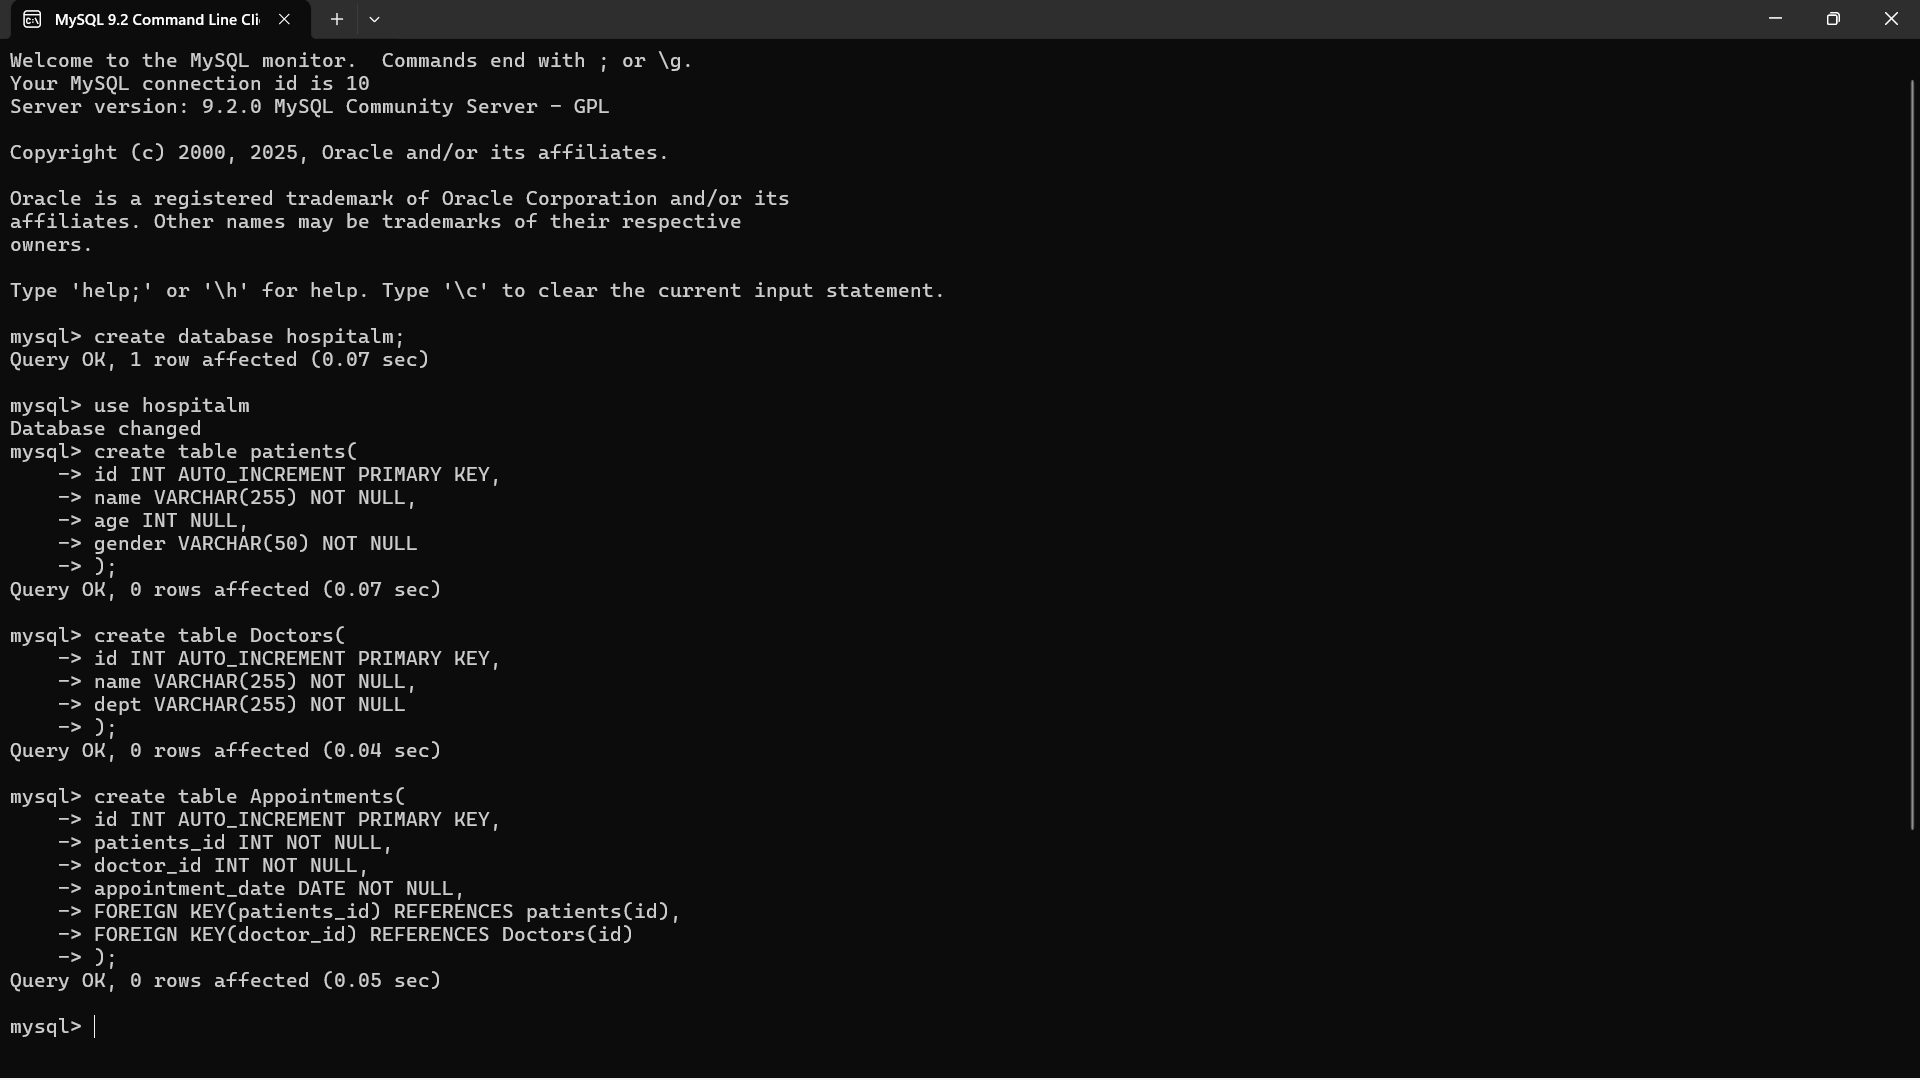 MySQL 9.2 Command Line Cli
Welcome to the MySQL monitor.  Commands end with ; or \g.
Your MySQL connection id is 10
Server version: 9.2.0 MySQL Community Server - GPL
Copyright (c) 2000, 2025, Oracle and/or its affiliates.
Oracle is a registered trademark of Oracle Corporation and/or its
affiliates. Other names may be trademarks of their respective
owners.
Type 'help;' or '\h' for help. Type '\c' to clear the current input statement.
mysql> create database hospitalm;
Query OK, 1 row affected (0.07 sec)
mysql> use hospitalm
Database changed
mysql> create table patients(
    -> id INT AUTO_INCREMENT PRIMARY KEY,
    -> name VARCHAR(255) NOT NULL,
    -> age INT NULL,
    -> gender VARCHAR(50) NOT NULL
    -> );
Query OK, 0 rows affected (0.07 sec)
mysql> create table Doctors(
    -> id INT AUTO_INCREMENT PRIMARY KEY,
    -> name VARCHAR(255) NOT NULL,
    -> dept VARCHAR(255) NOT NULL
    -> );
Query OK, 0 rows affected (0.04 sec)
mysql> create table Appointments(
    -> id INT AUTO_INCREMENT PRIMARY KEY,
    -> patients_id INT NOT NULL,
    -> doctor_id INT NOT NULL,
    -> appointment_date DATE NOT NULL,
    -> FOREIGN KEY(patients_id) REFERENCES patients(id),
    -> FOREIGN KEY(doctor_id) REFERENCES Doctors(id)
    -> );
Query OK, 0 rows affected (0.05 sec)
mysql>